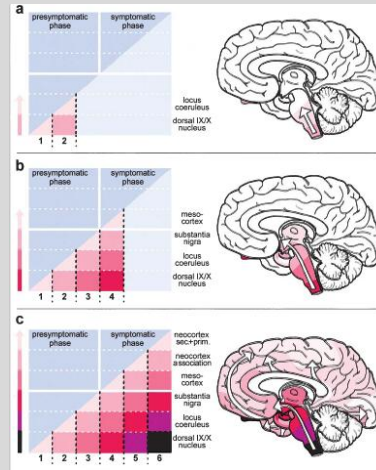 a
presymptomatic
phase
symptomatic
phase
locus
coeruleus
dorsal IX/X
nucleus
1 2
b
presymptomatic
phase
symptomatic
phase
meso-
cortex
substantia
nigra
locus
coeruleus
dorsal IX/X
nucleus
1 2 3 4
c
presymptomatic
phase
symptomatic
phase
neocortex
sec+prim.
neocortex
association
meso-
cortex
substantia
nigra
locus
coeruleus
dorsal IX/X
nucleus
1 2 3 4 5 6